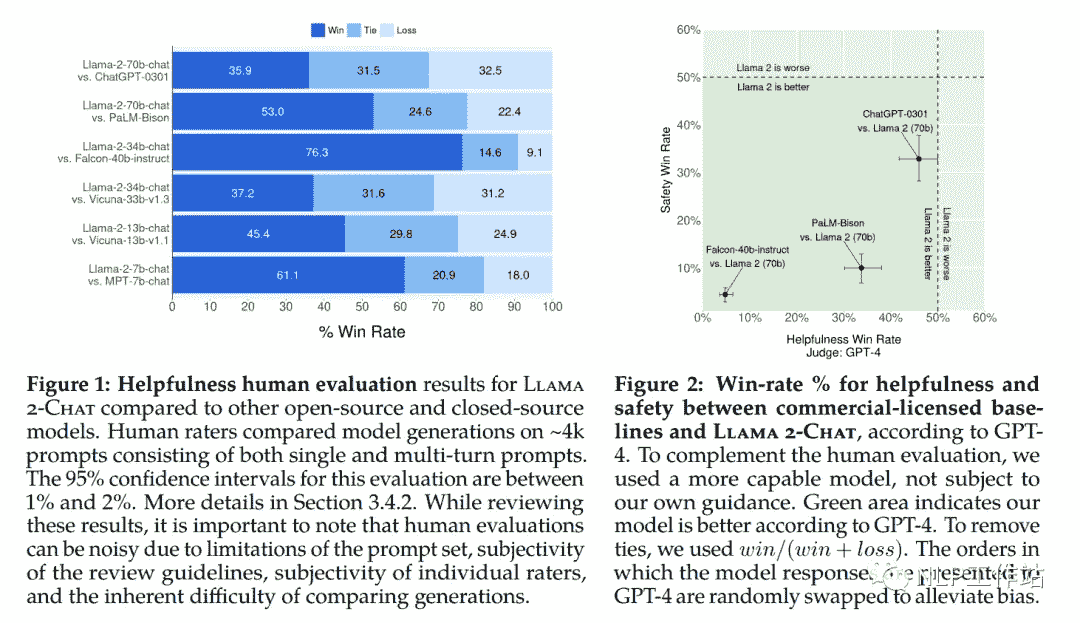 Win Tie Loss
Llama-2-70b-chat
vs. ChatGPT-0301
35.9 31.5 32.5
Llama-2-70b-chat
vs. PaLM-Bison
53.0 24.6 22.4
Llama-2-34b-chat
vs. Falcon-40b-instruct
76.3 14.6 9.1
Llama-2-34b-chat
vs. Vicuna-33b-v1.3
37.2 31.6 31.2
Llama-2-13b-chat
vs. Vicuna-13b-v1.1
45.4 29.8 24.9
Llama-2-7b-chat
vs. MPT-7b-chat
61.1 20.9 18.0
0 10 20 30 40 50 60 70 80 90 100
% Win Rate
Figure 1: Helpfulness human evaluation results for LLAMA
2-CHAT compared to other open-source and closed-source
models. Human raters compared model generations on ~4k
prompts consisting of both single and multi-turn prompts.
The 95% confidence intervals for this evaluation are between
1% and 2%. More details in Section 3.4.2. While reviewing
these results, it is important to note that human evaluations
can be noisy due to limitations of the prompt set, subjectivity
of the review guidelines, subjectivity of individual raters,
and the inherent difficulty of comparing generations.
60%
50%
40%
30%
20%
10%
Safety Win Rate
Llama 2 is worse
Llama 2 is better
ChatGPT-0301
vs. Llama 2 (70b)
PaLM-Bison
vs. Llama 2 (70b)
Falcon-40b-instruct
vs. Llama 2 (70b)
Llama 2 is better
Llama 2 is worse
0% 10% 20% 30% 40% 50% 60%
Helpfulness Win Rate
Judge: GPT-4
Figure 2: Win-rate % for helpfulness and
safety between commercial-licensed base-
lines and LLAMA 2-CHAT, according to GPT-
4. To complement the human evaluation, we
used a more capable model, not subject to
our own guidance. Green area indicates our
model is better according to GPT-4. To remove
ties, we used win/(win + loss). The orders in
which the model response presented to
GPT-4 are randomly swapped to alleviate bias.
NLP工作站